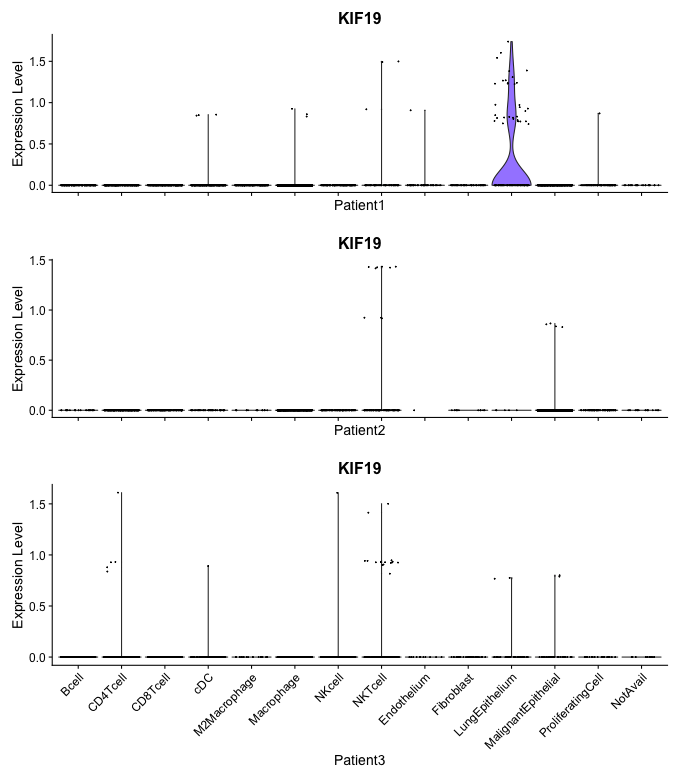 KIF19
Expression Level
1.5
1.0
0.5
0.0
Patient1
KIF19
Expression Level
1.5
1.0
0.5
0.0
Patient2
KIF19
Expression Level
1.5
1.0
0.5
0.0
Bcell
CD4Tcell
CD8Tcell
cDC
M2Macrophage
Macrophage
NKcell
NKTcell
Endothelium
Fibroblast
LungEpithelium
MalignantEpithelial
ProliferatingCell
NotAvail
Patient3